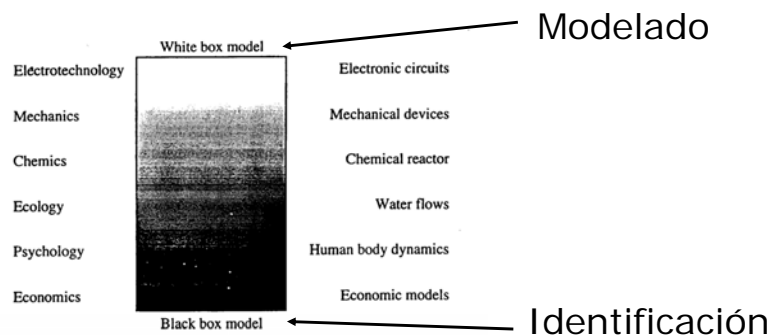 Modelado
White box model
Electrotechnology Electronic circuits
Mechanics Mechanical devices
Chemics Chemical reactor
Ecology Water flows
Psychology Human body dynamics
Economics Economic models
Black box model
Identificación